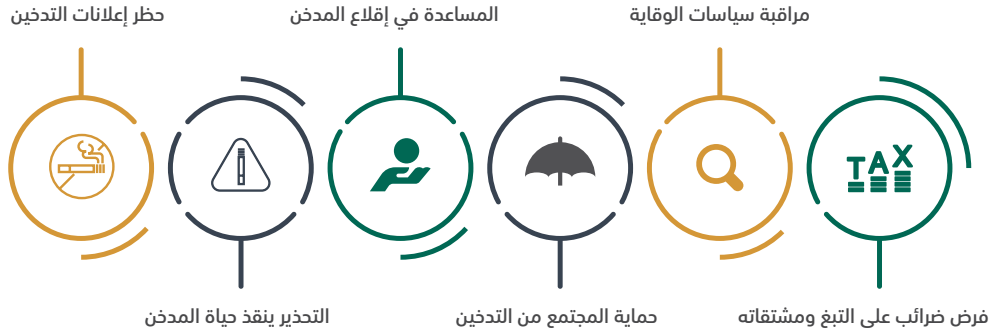 مراقبة سياسات الوقاية
المساعدة في إقلاع المدخن
حظر إعلانات التدخين
TAX
فرض ضرائب على التبغ ومشتقاته
حماية المجتمع من التدخين
التحذير ينقذ حياة المدخن